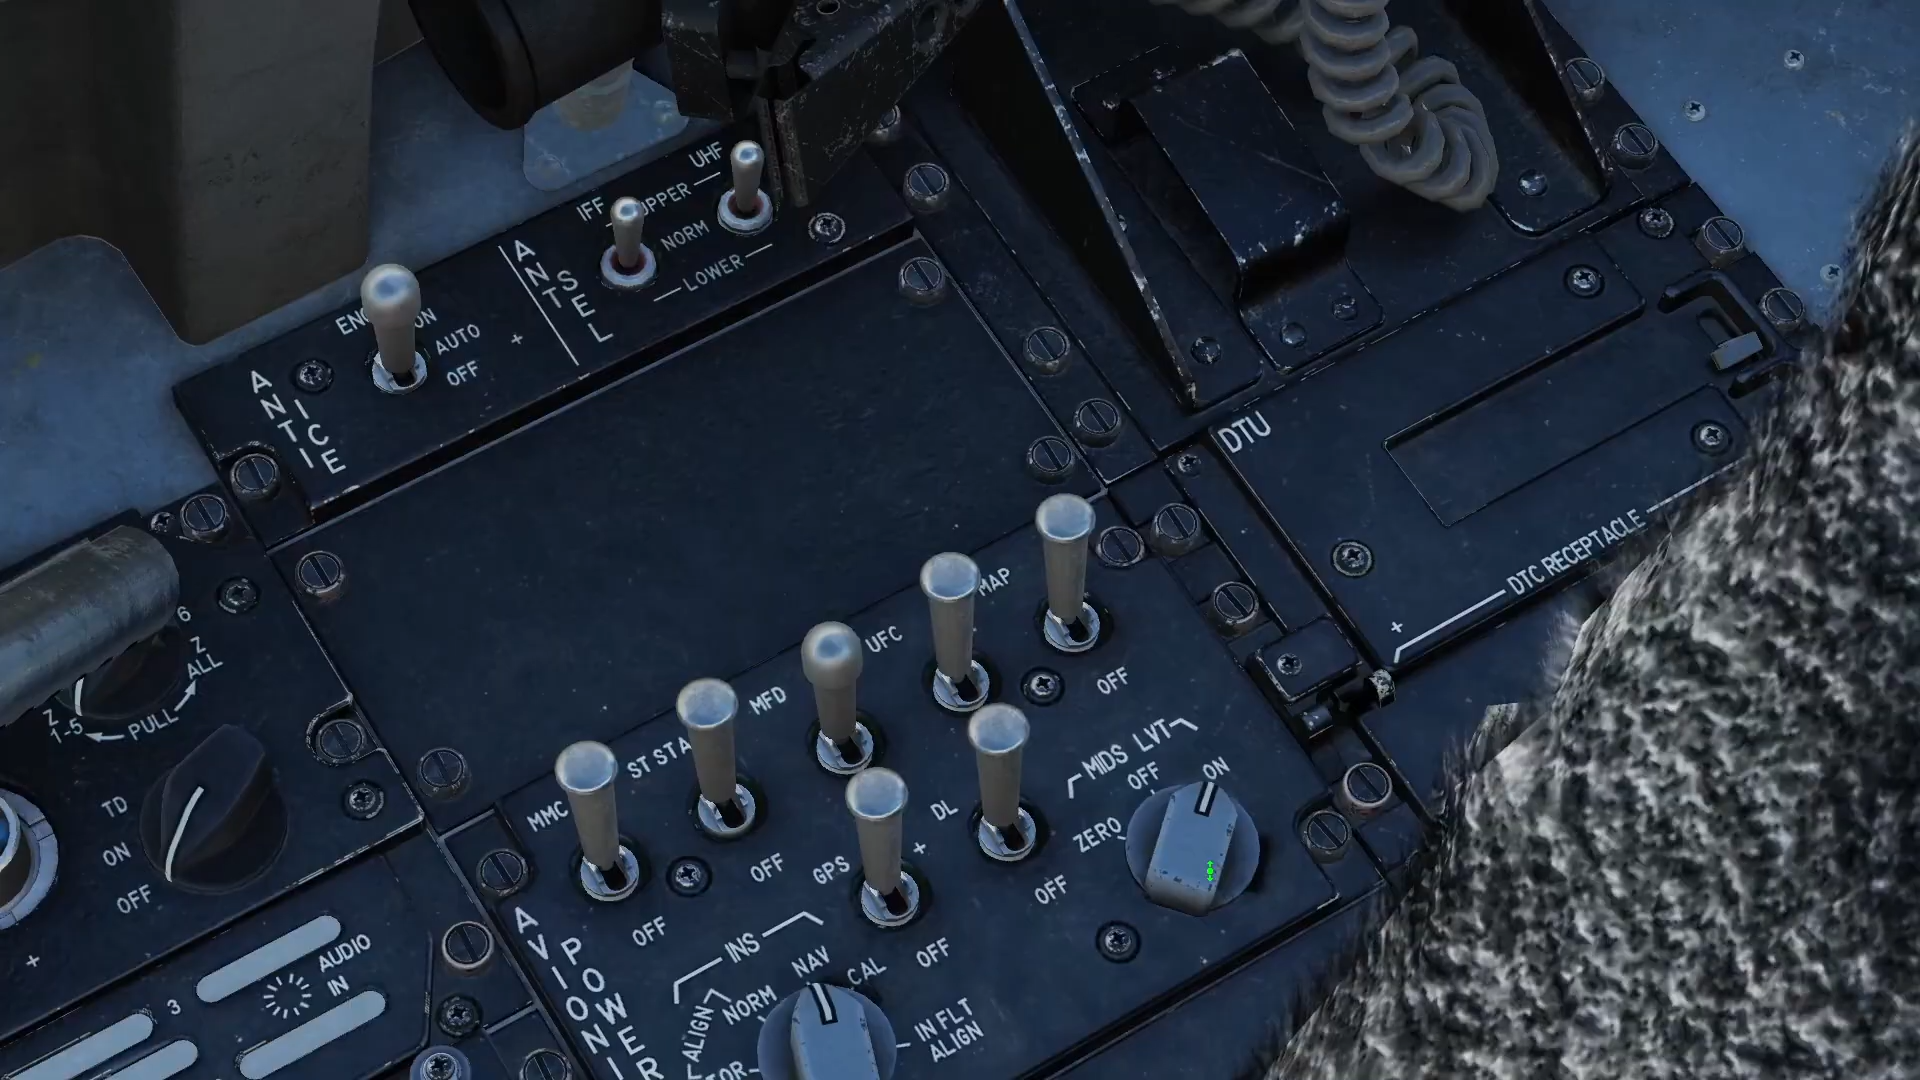 UHF
IFF
UPPER
NORM
LOWER
ANT SEL
ENG
ON
AUTO
OFF
ANTI ICE
DTU
DTC RECEPTACLE
+
6
Z
ALL
PULL
Z
1-5
TD
ON
OFF
MAP
UFC
OFF
MFD
ST STA
MMC
OFF
OFF
MIDS LVT
OFF
ON
ZERO
DL
+
GPS
OFF
OFF
AVIONI
POWER
INS
NAV
CAL
NORM
ALIGN
IN FLT
ALIGN
AUDIO
IN
3
+